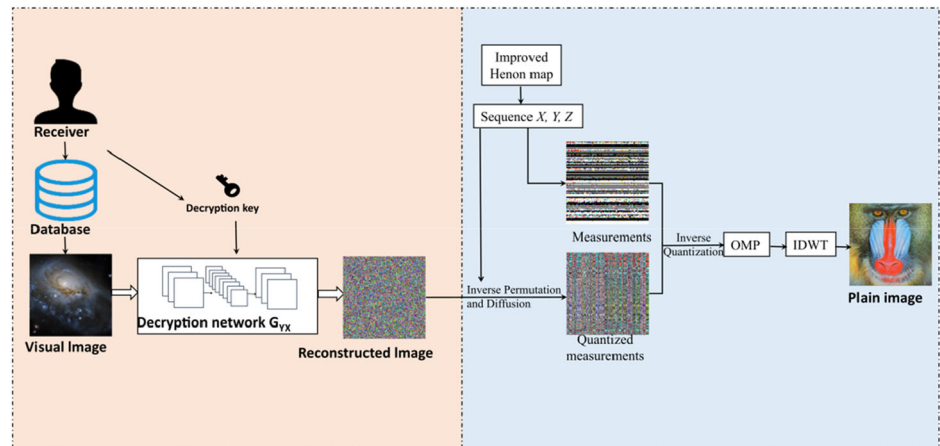 Receiver
Database
Visual Image
Decryption key
Decryption network G_YX
Reconstructed Image
Improved
Henon map
Sequence X, Y, Z
Measurements
Inverse Permutation
and Diffusion
Quantized
measurements
Inverse
Quantization
OMP
IDWT
Plain image